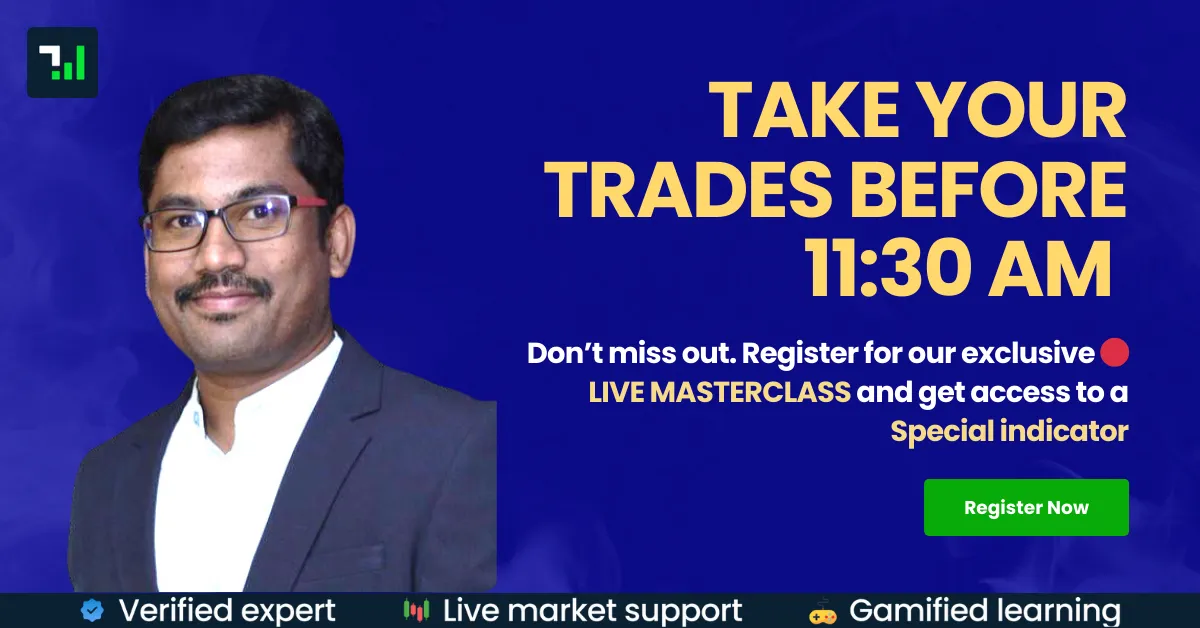 TAKE YOUR
TRADES BEFORE
11:30 AM
Don’t miss out. Register for our exclusive
LIVE MASTERCLASS and get access to a
Special indicator
Register Now
Verified expert
Live market support
Gamified learning